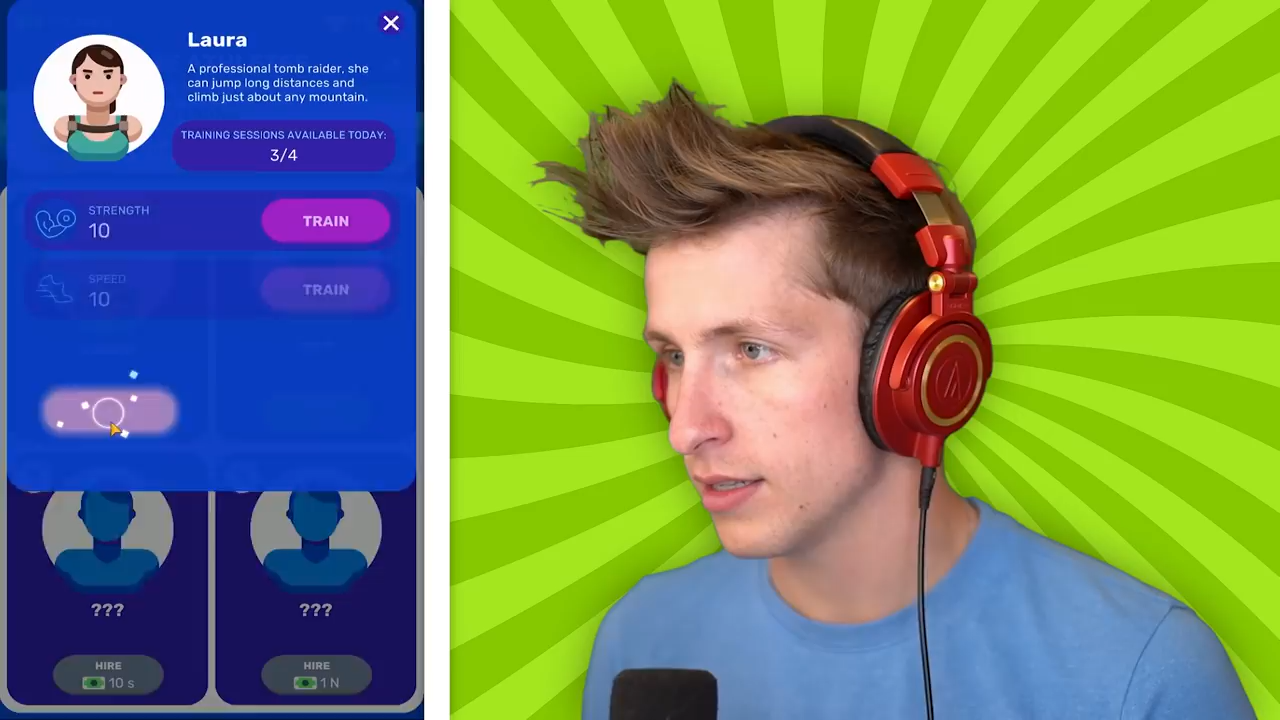 Laura
A professional tomb raider, she
can jump long distances and
climb just about any mountain.
TRAINING SESSIONS AVAILABLE TODAY:
3/4
STRENGTH
10
TRAIN
SPEED
10
TRAIN
???
???
HIRE
10 s
HIRE
1 N